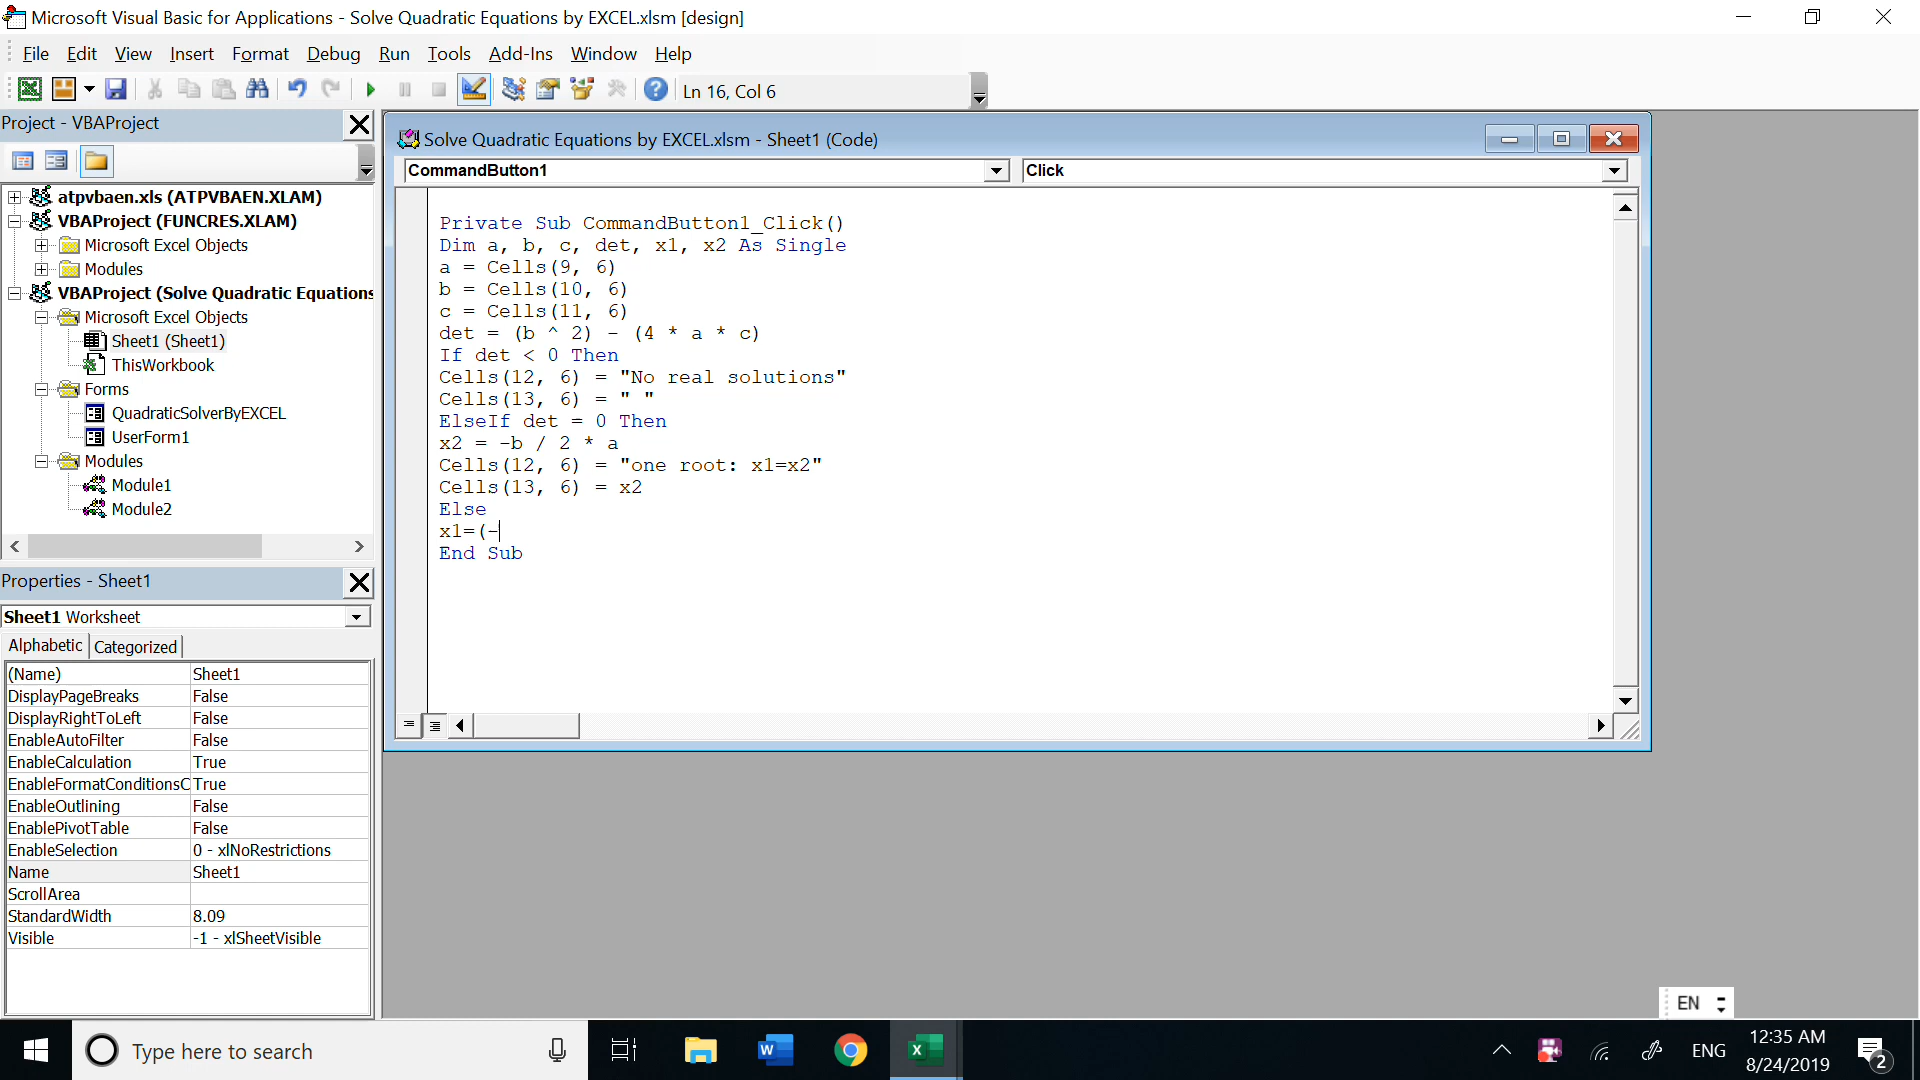 Microsoft Visual Basic for Applications - Solve Quadratic Equations by EXCEL.xlsm [design]
File Edit View Insert Format Debug Run Tools Add-Ins Window Help
Ln 16, Col 6
Project - VBAProject
atpvbaen.xls (ATPVBAEN.XLAM)
VBAProject (FUNCRES.XLAM)
Microsoft Excel Objects
Modules
VBAProject (Solve Quadratic Equations
Microsoft Excel Objects
Sheet1 (Sheet1)
ThisWorkbook
Forms
QuadraticSolverByEXCEL
UserForm1
Modules
Module1
Module2
Properties - Sheet1
Sheet1 Worksheet
Alphabetic Categorized
(Name) Sheet1
DisplayPageBreaks False
DisplayRightToLeft False
EnableAutoFilter False
EnableCalculation True
EnableFormatConditionsC True
EnableOutlining False
EnablePivotTable False
EnableSelection 0 - xlNoRestrictions
Name Sheet1
ScrollArea
StandardWidth 8.09
Visible -1 - xlSheetVisible
Solve Quadratic Equations by EXCEL.xlsm - Sheet1 (Code)
CommandButton1 Click
Private Sub CommandButton1_Click()
Dim a, b, c, det, x1, x2 As Single
a = Cells(9, 6)
b = Cells(10, 6)
c = Cells(11, 6)
det = (b ^ 2) - (4 * a * c)
If det < 0 Then
Cells(12, 6) = "No real solutions"
Cells(13, 6) = " "
ElseIf det = 0 Then
x2 = -b / 2 * a
Cells(12, 6) = "one root: x1=x2"
Cells(13, 6) = x2
Else
x1=(-
End Sub
EN
Type here to search
ENG
12:35 AM
8/24/2019
2